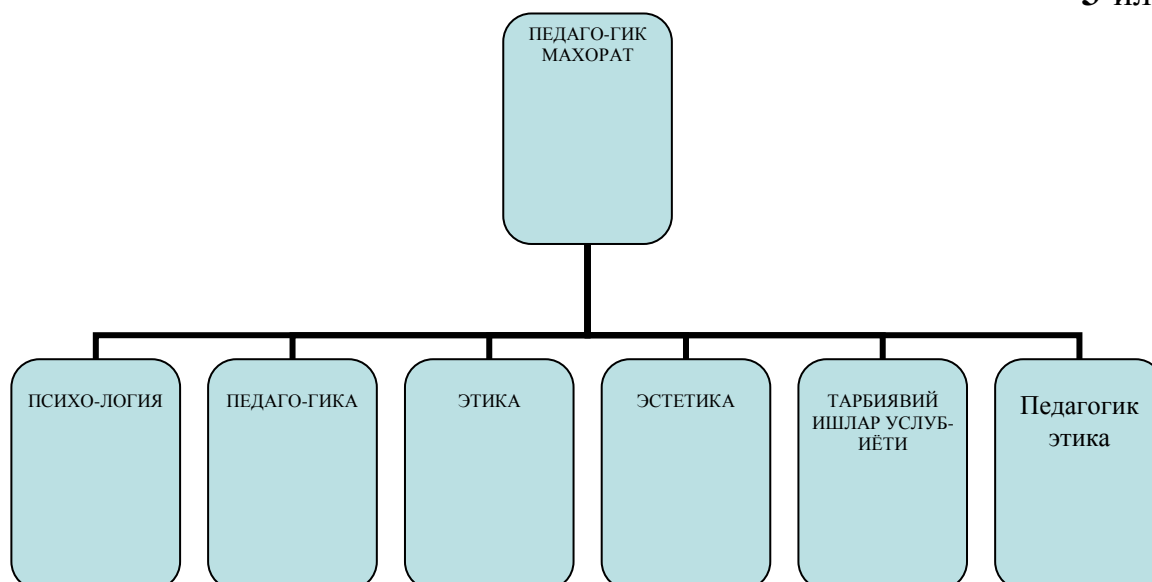 ПЕДАГО-ГИК
МАХОРАТ
ПСИХО-ЛОГИЯ
ПЕДАГО-ГИКА
ЭТИКА
ЭСТЕТИКА
ТАРБИЯВИЙ
ИШЛАР УСЛУБ-
ИЁТИ
Педагогик
этика